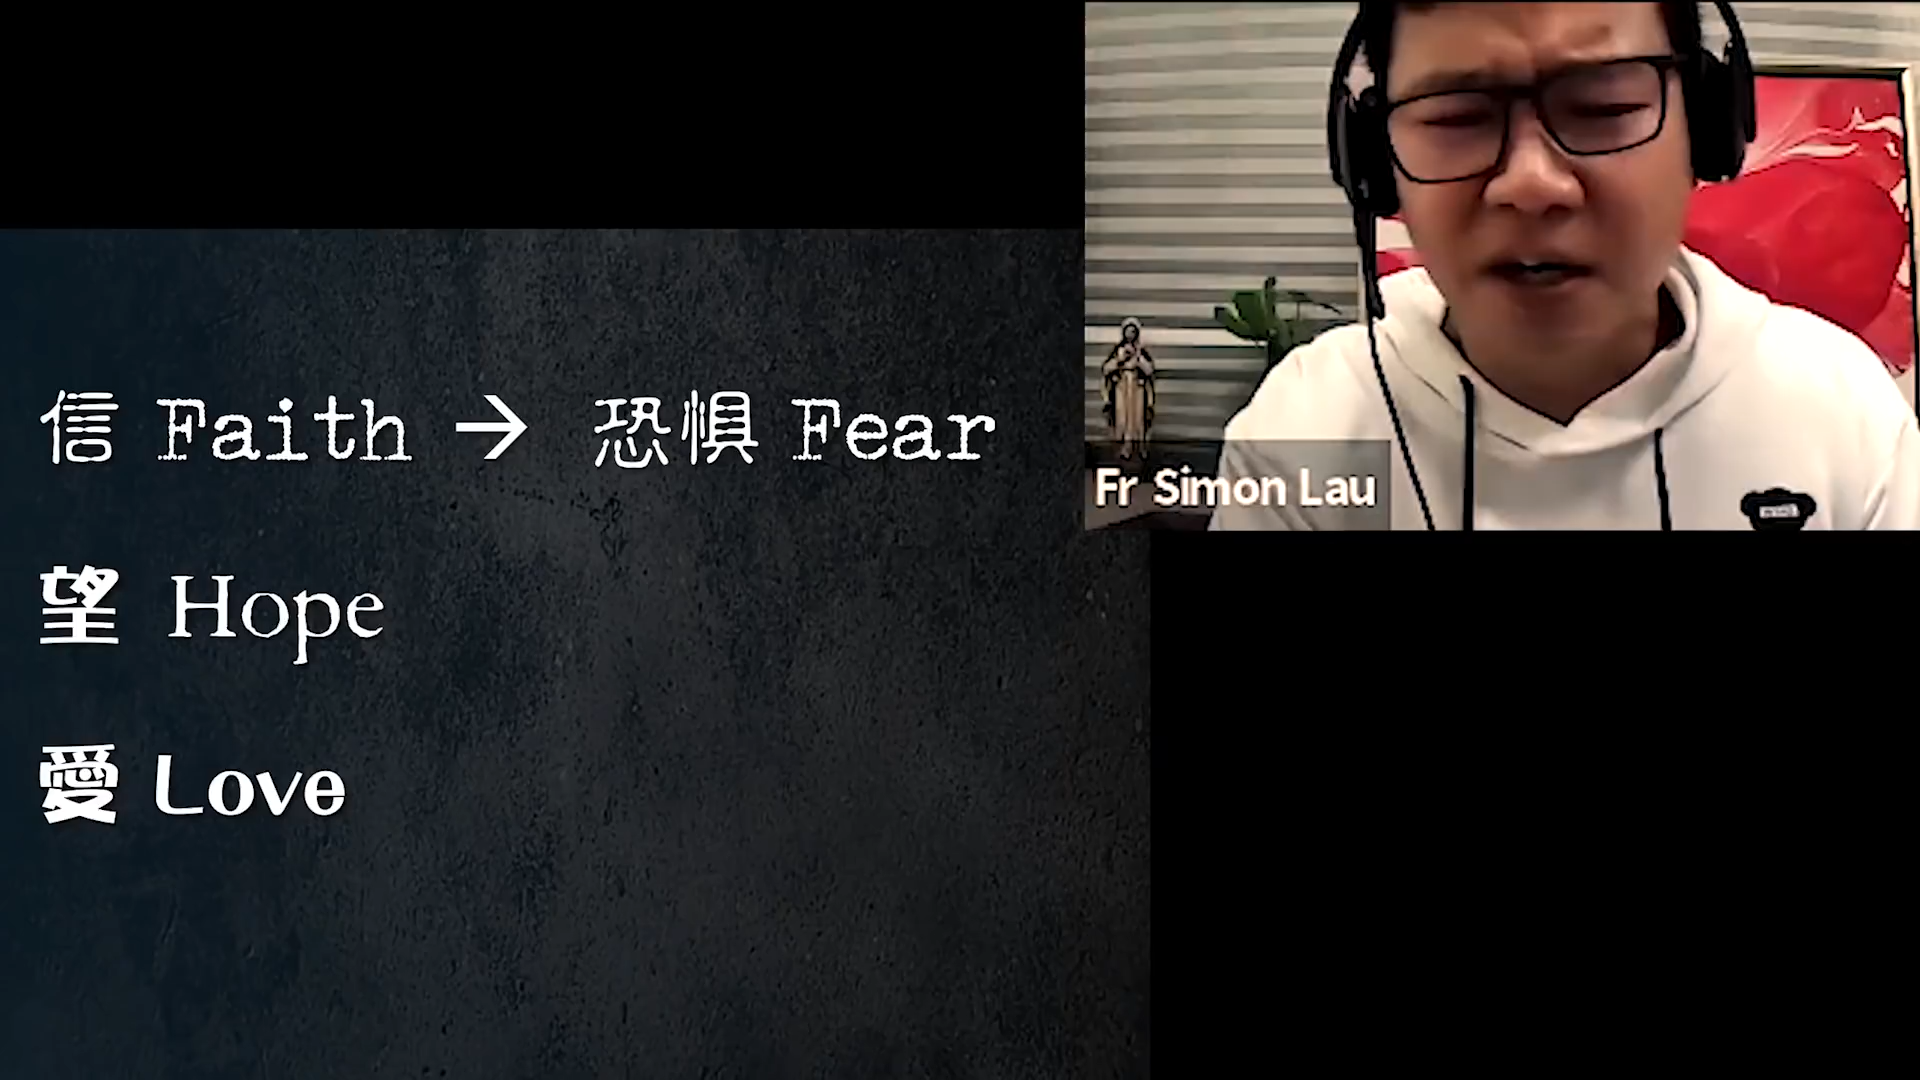 信 Faith → 恐懼 Fear
望 Hope
愛 Love
Fr Simon Lau